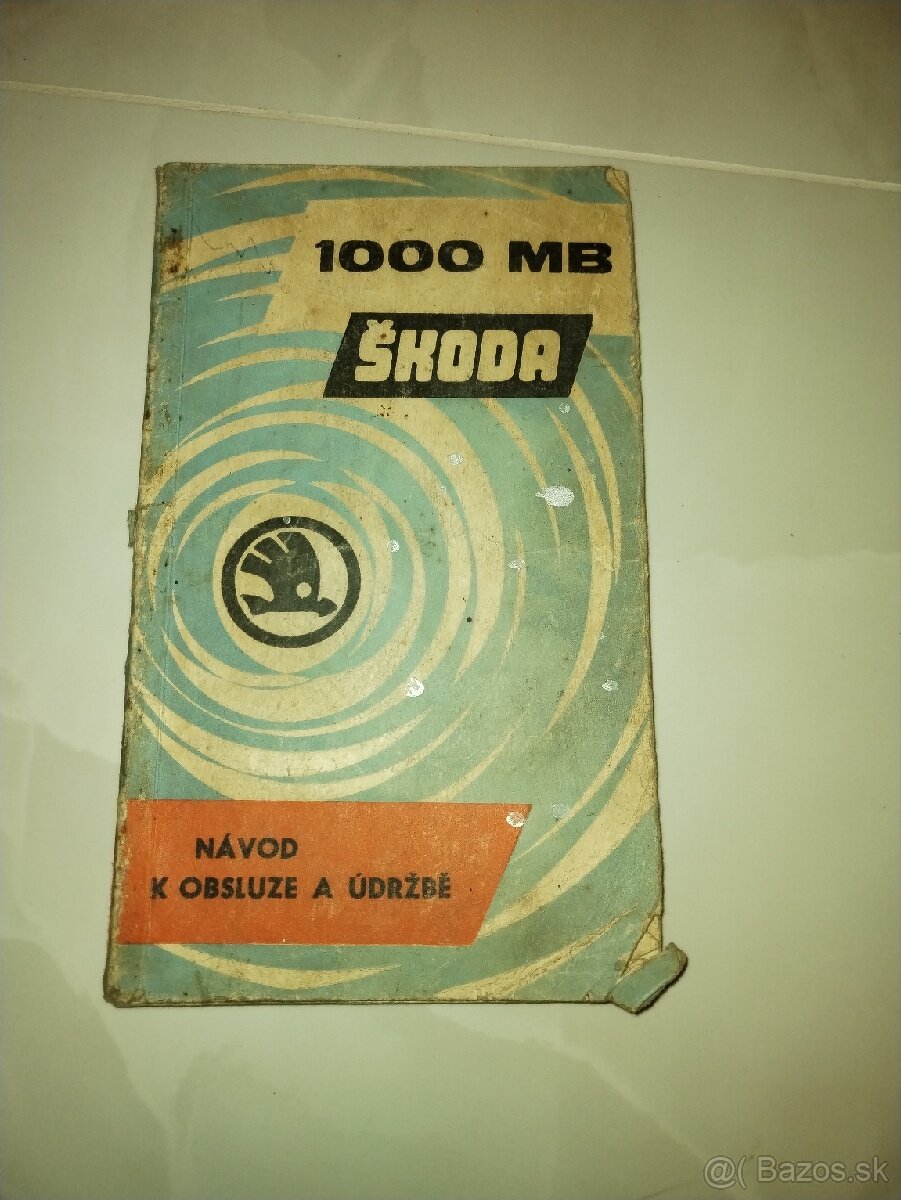 1000 MB
ŠKODA
NÁVOD
K OBSLUZE A ÚDRŽBĚ
@( Bazos.sk